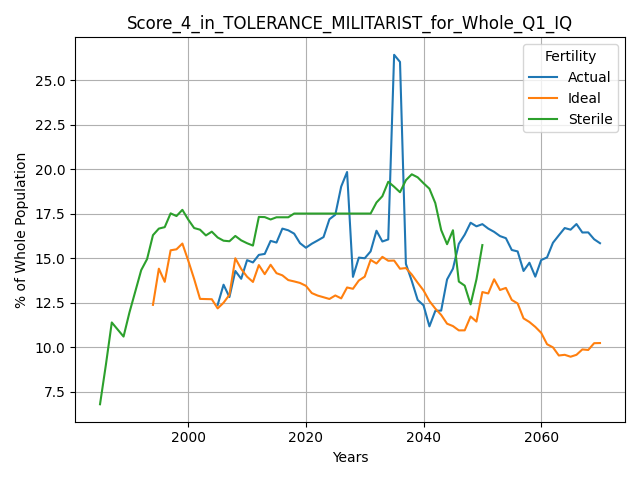 Score_4_in_TOLERANCE_MILITARIST_for_Whole_Q1_IQ
Fertility
Actual
Ideal
Sterile
% of Whole Population
25.0
22.5
20.0
17.5
15.0
12.5
10.0
7.5
2000
2020
2040
2060
Years